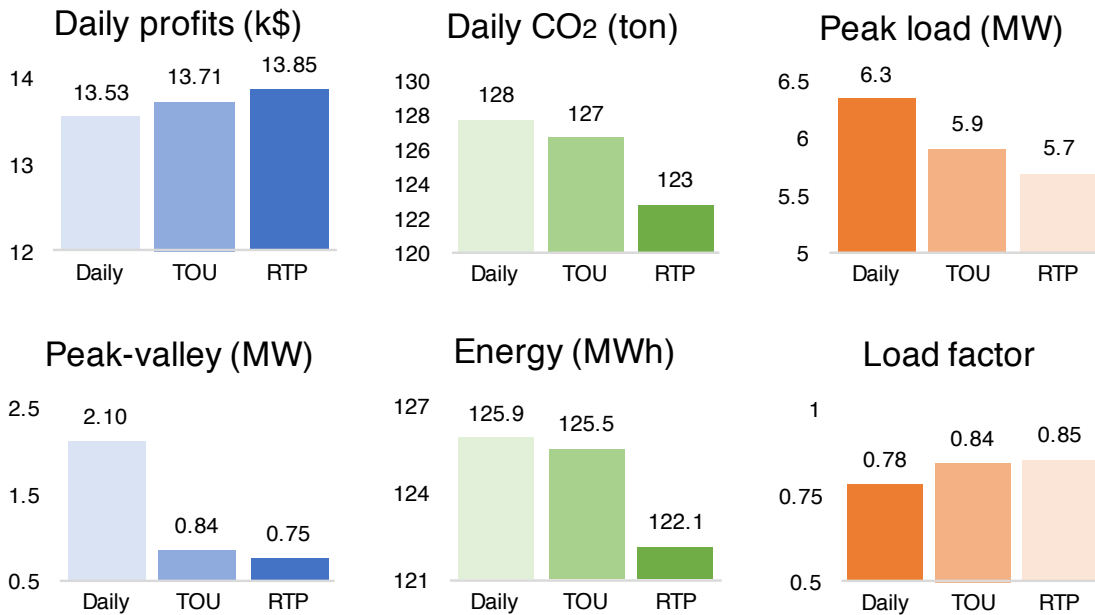 Daily profits (k$)
14
13
12
13.53
13.71
13.85
Daily
TOU
RTP
Daily CO2 (ton)
130
128
126
124
122
120
128
127
123
Daily
TOU
RTP
Peak load (MW)
6.5
6
5.5
5
6.3
5.9
5.7
Daily
TOU
RTP
Peak-valley (MW)
2.5
1.5
0.5
2.10
0.84
0.75
Daily
TOU
RTP
Energy (MWh)
127
124
121
125.9
125.5
122.1
Daily
TOU
RTP
Load factor
1
0.75
0.5
0.78
0.84
0.85
Daily
TOU
RTP